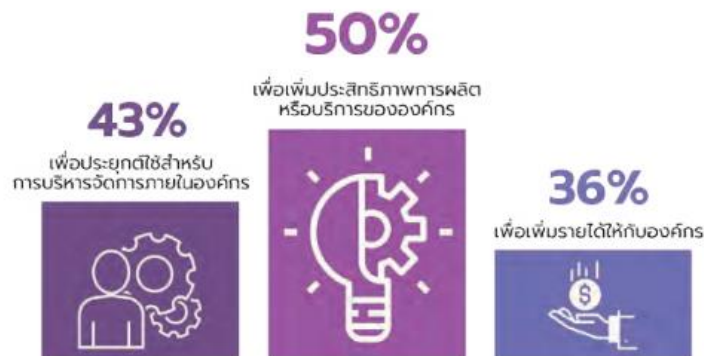 50%
เพื่อเพิ่มประสิทธิภาพการผลิต
หรือบริการขององค์กร
43%
เพื่อประยุกต์ใช้สำหรับ
การบริหารจัดการภายในองค์กร
36%
เพื่อเพิ่มรายได้ให้กับองค์กร
$